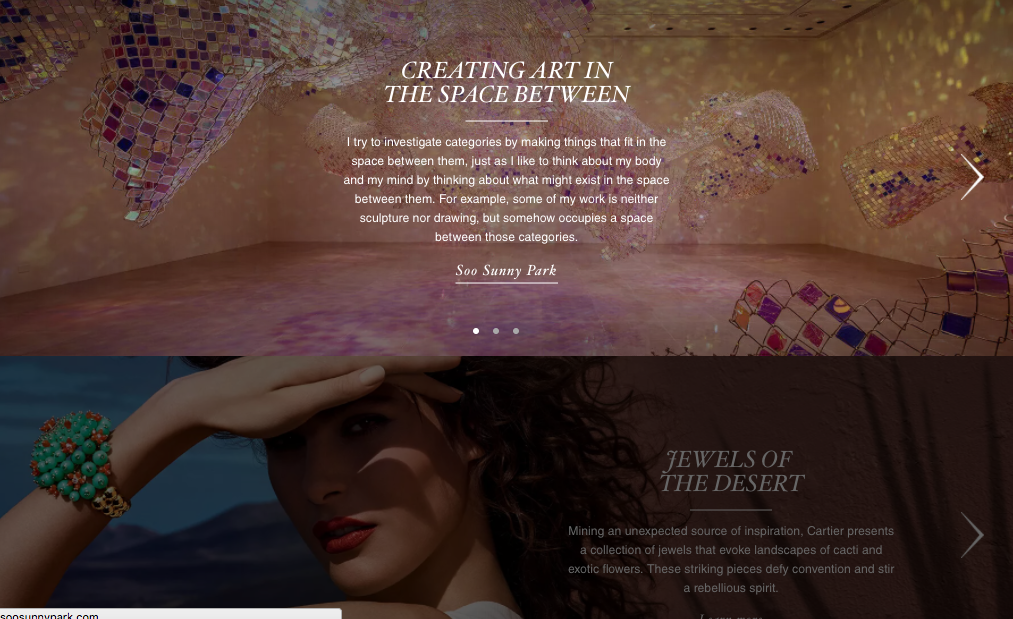 CREATING ART IN
THE SPACE BETWEEN
I try to investigate categories by making things that fit in the
space between them, just as I like to think about my body
and my mind by thinking about what might exist in the space
between them. For example, some of my work is neither
sculpture nor drawing, but somehow occupies a space
between those categories.
Soo Sunny Park
JEWELS OF
THE DESERT
Mining an unexpected source of inspiration, Cartier presents
a collection of jewels that evoke landscapes of cacti and
exotic flowers. These striking pieces defy convention and stir
a rebellious spirit.
soosunnypark.com